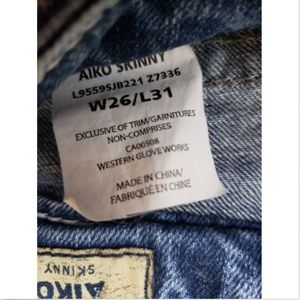 AIKO SKINNY
L9559SJB221 Z7336
W26/L31
EXCLUSIVE OF TRIM/GARNITURES
NON-COMPRISES
CA00508
WESTERN GLOVE WORKS
MADE IN CHINA/
FABRIQUÉ EN CHINE
AIKO
SKINNY